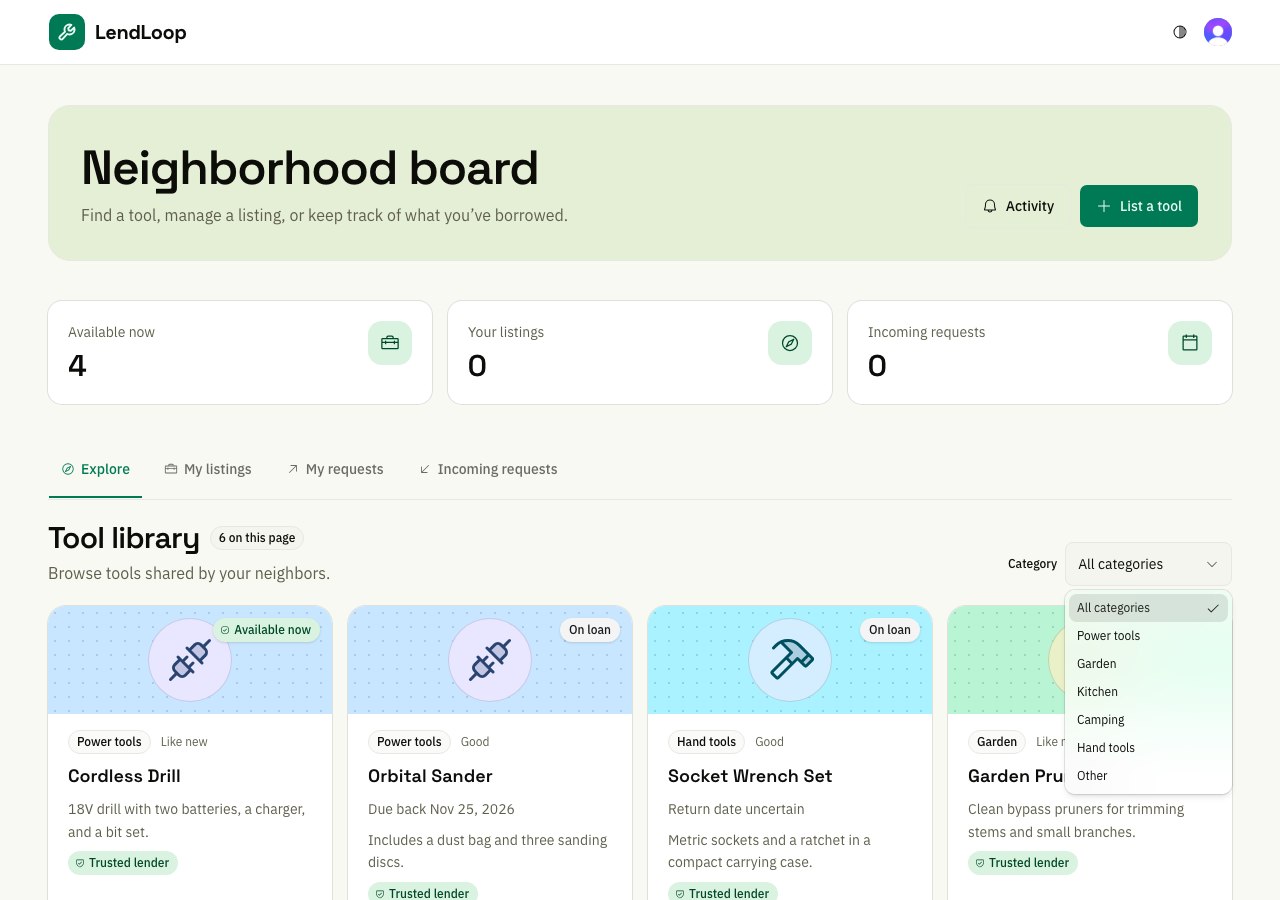 LendLoop
Neighborhood board
Find a tool, manage a listing, or keep track of what you’ve borrowed.
Activity
List a tool
Available now
4
Your listings
0
Incoming requests
0
Explore
My listings
My requests
Incoming requests
Tool library
6 on this page
Browse tools shared by your neighbors.
Category
All categories
All categories
Power tools
Garden
Kitchen
Camping
Hand tools
Other
Available now
Power tools
Like new
Cordless Drill
18V drill with two batteries, a charger,
and a bit set.
Trusted lender
On loan
Power tools
Good
Orbital Sander
Due back Nov 25, 2026
Includes a dust bag and three sanding
discs.
Trusted lender
On loan
Hand tools
Good
Socket Wrench Set
Return date uncertain
Metric sockets and a ratchet in a
compact carrying case.
Trusted lender
Garden
Like
Garden
Clean bypass pruners for trimming
stems and small branches.
Trusted lender